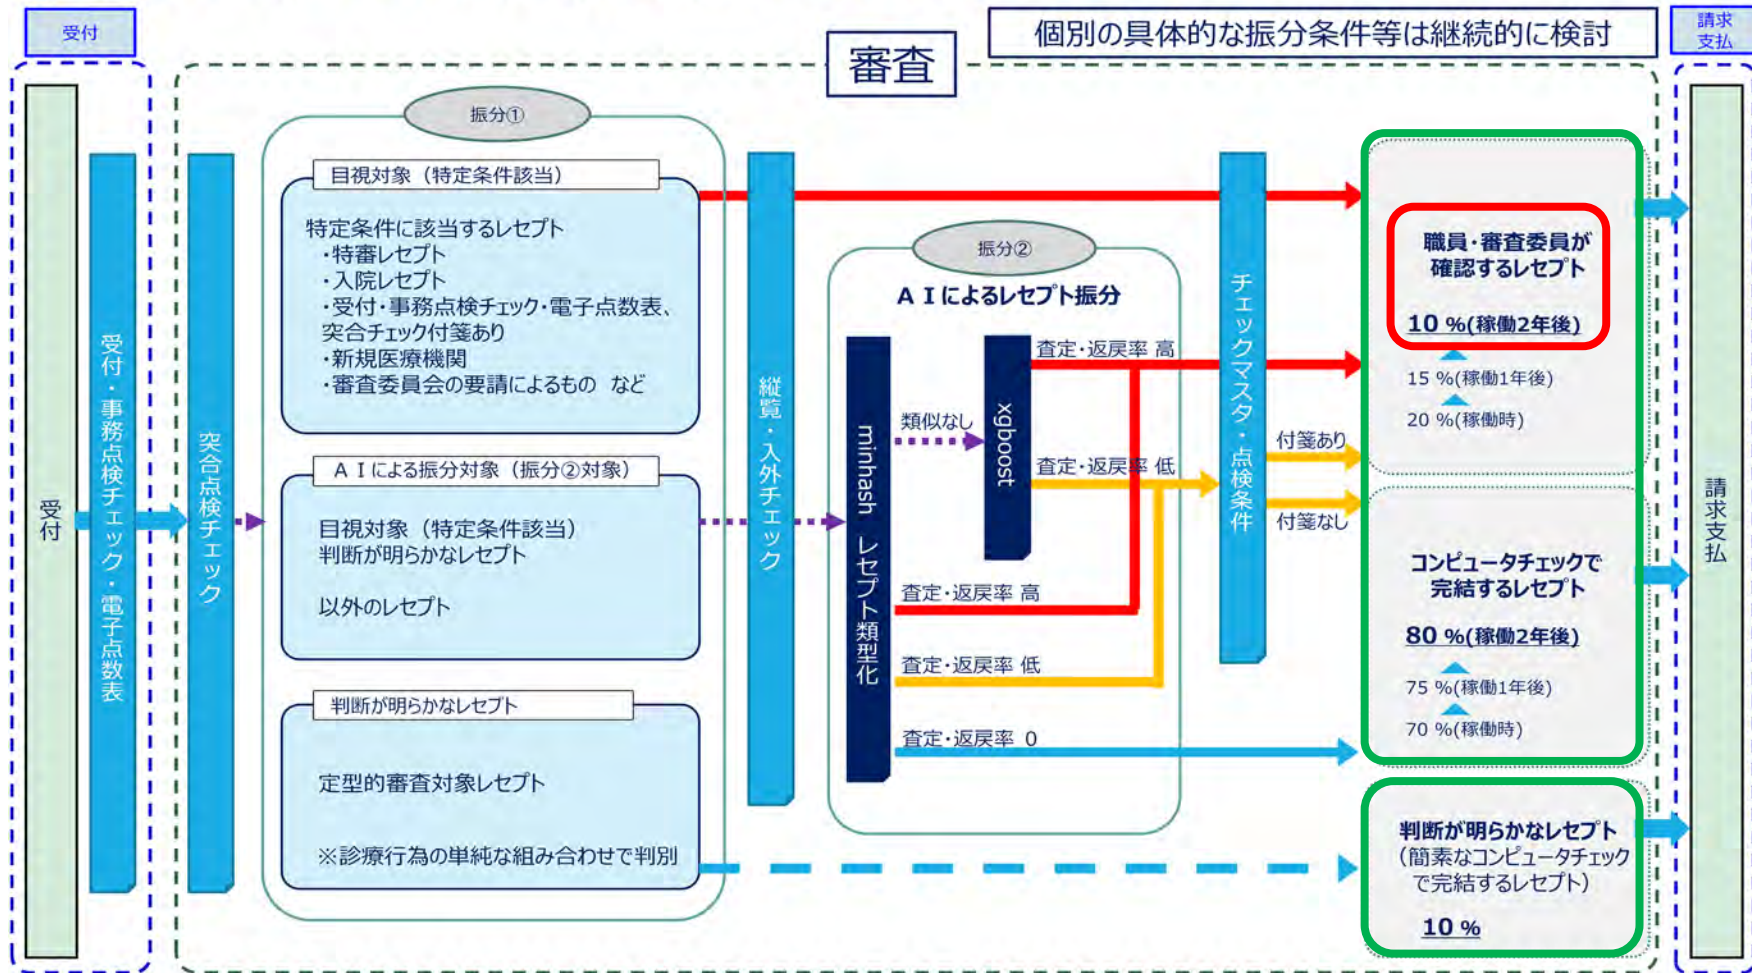 受付
審査
個別の具体的な振分条件等は継続的に検討
請求
支払
受付
受付・事務点検チェック・電子点数表
突合点検チェック
振分①
目視対象（特定条件該当）
特定条件に該当するレセプト
・特審レセプト
・入院レセプト
・受付・事務点検チェック・電子点数表、
突合チェック付箋あり
・新規医療機関
・審査委員会の要請によるもの など
ＡＩによる振分対象（振分②対象）
目視対象（特定条件該当）
判断が明らかなレセプト
以外のレセプト
判断が明らかなレセプト
定型的審査対象レセプト
※診療行為の単純な組み合わせで判別
縦覧・入外チェック
振分②
ＡＩによるレセプト振分
minhash レセプト類型化
類似なし
xgboost
査定・返戻率 高
査定・返戻率 低
査定・返戻率 高
査定・返戻率 低
査定・返戻率 0
チェックマスタ・点検条件
付箋あり
付箋なし
職員・審査委員が
確認するレセプト
10 %(稼働2年後)
15 %(稼働1年後)
20 %(稼働時)
コンピュータチェックで
完結するレセプト
80 %(稼働2年後)
75 %(稼働1年後)
70 %(稼働時)
判断が明らかなレセプト
（簡素なコンピュータチェック
で完結するレセプト）
10 %
請求支払